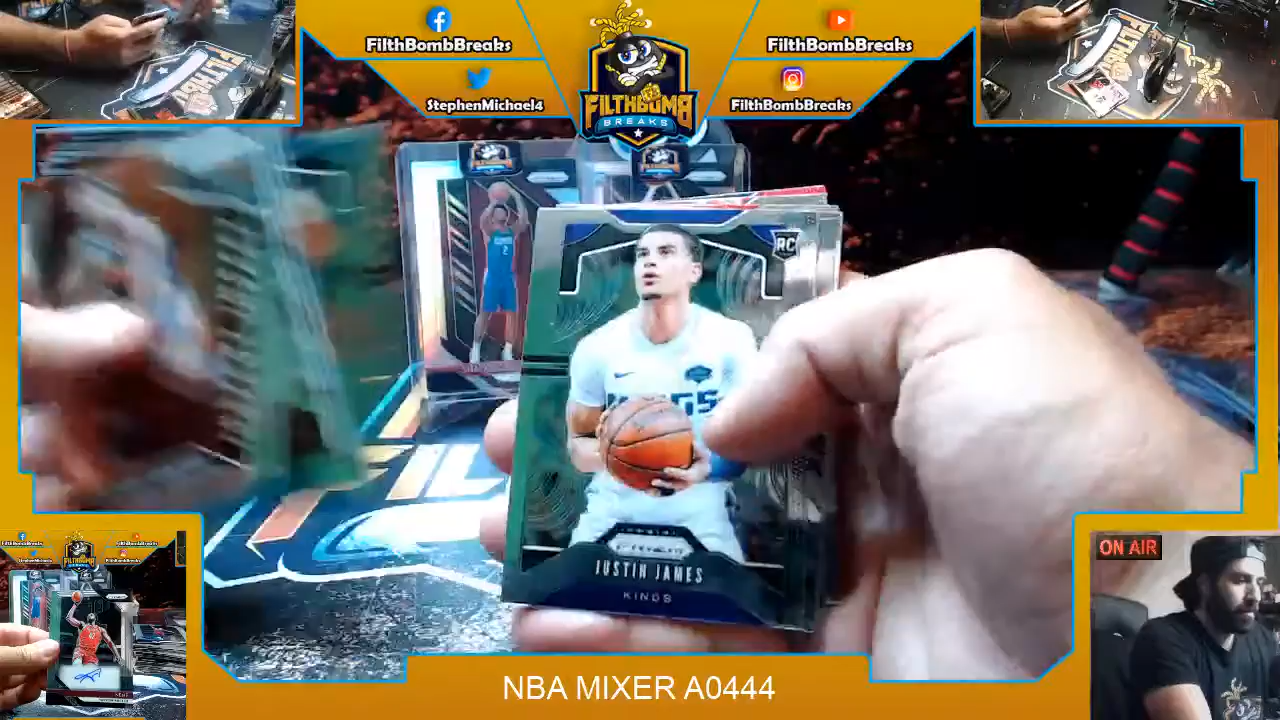 FilthBombBreaks
StephenMichael4
FILTHBOMB
BREAKS
FilthBombBreaks
FilthBombBreaks
RC
KINGS
PRIZM
JUSTIN JAMES
KINGS
ON AIR
NBA MIXER A0444